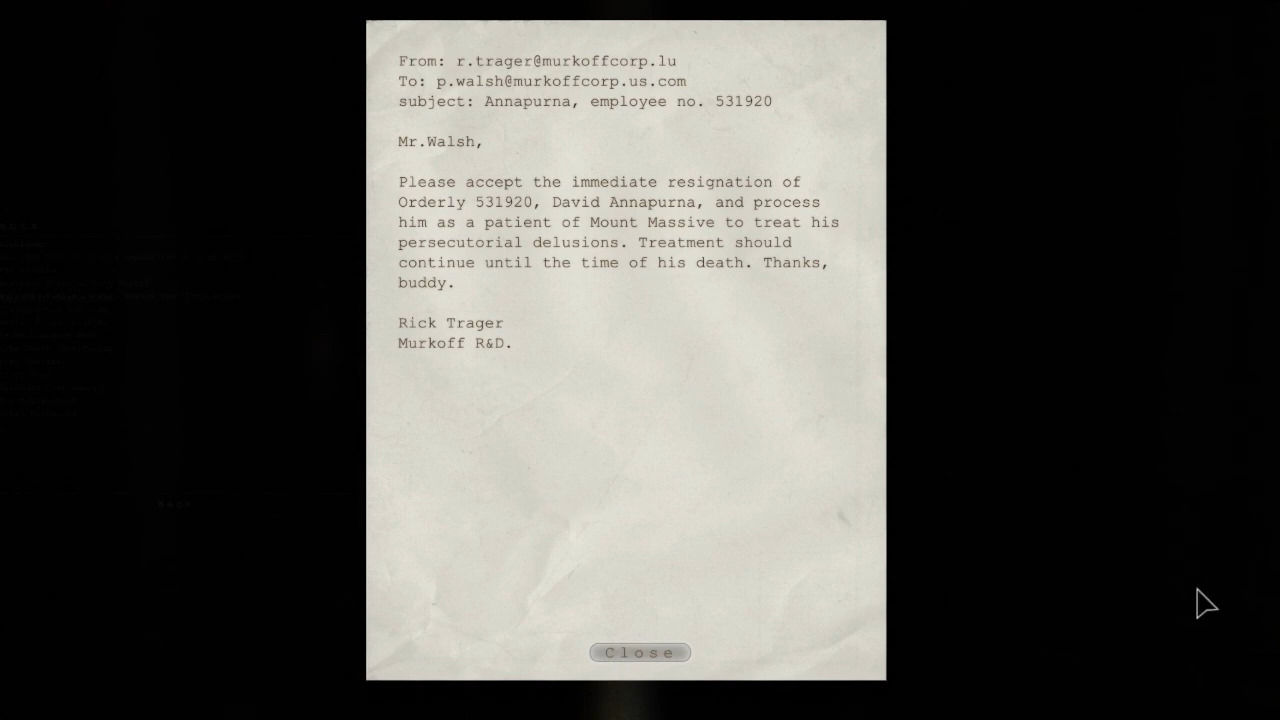 From: r.trager@murkoffcorp.lu
To: p.walsh@murkoffcorp.us.com
subject: Annapurna, employee no. 531920
Mr.Walsh,
Please accept the immediate resignation of
Orderly 531920, David Annapurna, and process
him as a patient of Mount Massive to treat his
persecutorial delusions. Treatment should
continue until the time of his death. Thanks,
buddy.
Rick Trager
Murkoff R&D.
Close